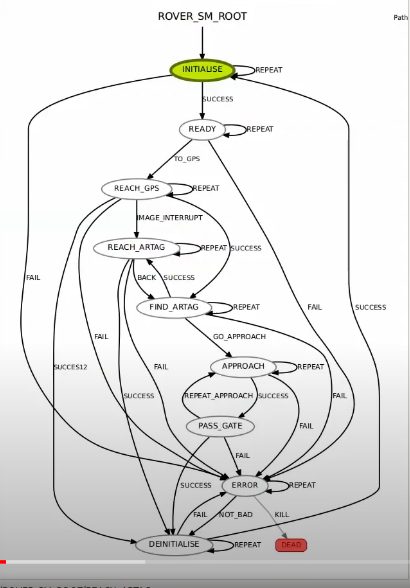 ROVER_SM_ROOT
Path
INITIALISE
REPEAT
SUCCESS
READY
REPEAT
TO_GPS
REACH_GPS
REPEAT
IMAGE_INTERRUPT
REACH_ARTAG
REPEAT
SUCCESS
FAIL
BACK
SUCCESS
FIND_ARTAG
REPEAT
FAIL
SUCCESS
FAIL
GO_APPROACH
SUCCES12
FAIL
APPROACH
REPEAT
SUCCESS
REPEAT_APPROACH
SUCCESS
FAIL
PASS_GATE
FAIL
FAIL
SUCCESS
ERROR
REPEAT
FAIL
NOT_BAD
KILL
DEINITIALISE
REPEAT
DEAD